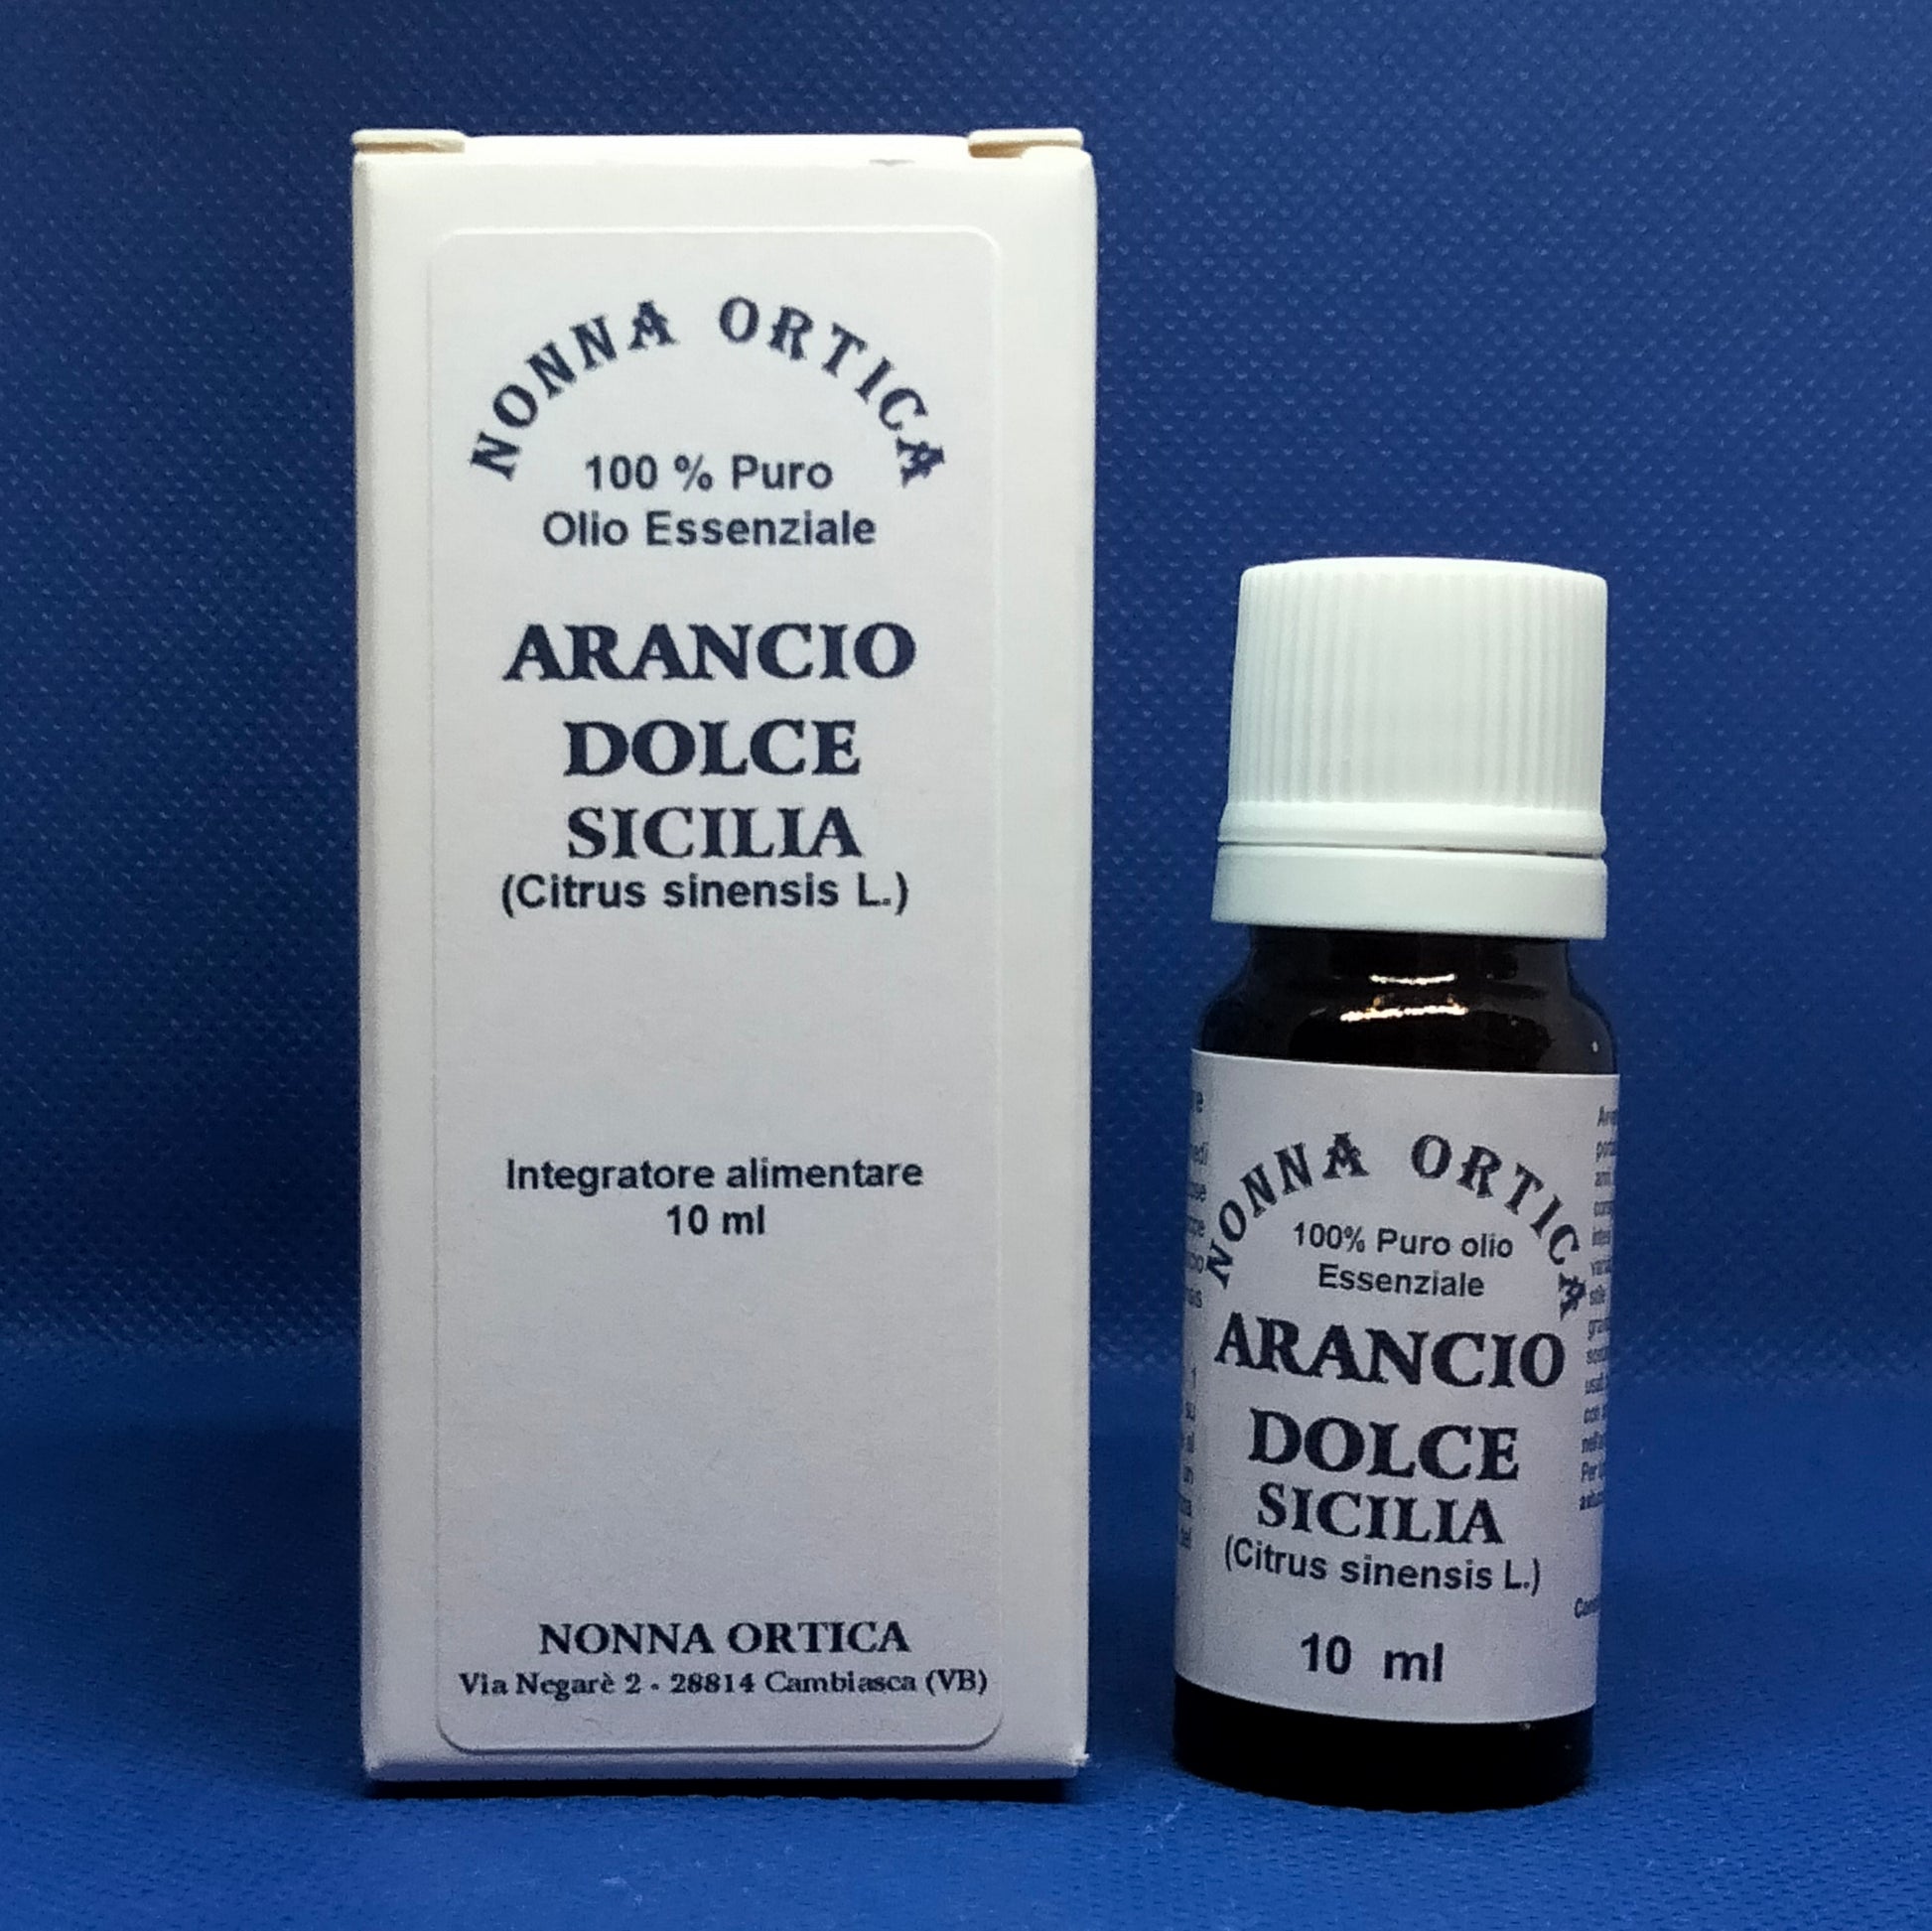 NONNA ORTICA
100 % Puro
Olio Essenziale
ARANCIO
DOLCE
SICILIA
(Citrus sinensis L.)
Integratore alimentare
10 ml
NONNA ORTICA
Via Negarè 2 - 28814 Cambiasca (VB)
NONNA ORTICA
100% Puro olio
Essenziale
ARANCIO
DOLCE
SICILIA
(Citrus sinensis L.)
10 ml